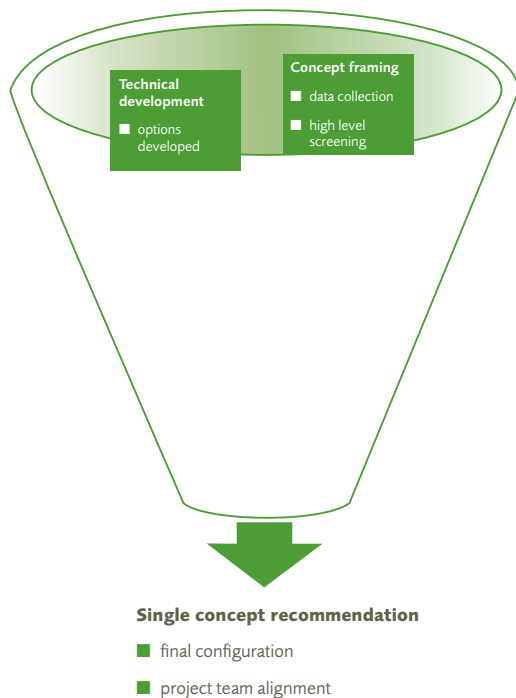 Technical
development
options
developed
Concept framing
data collection
high level
screening
Single concept recommendation
final configuration
project team alignment